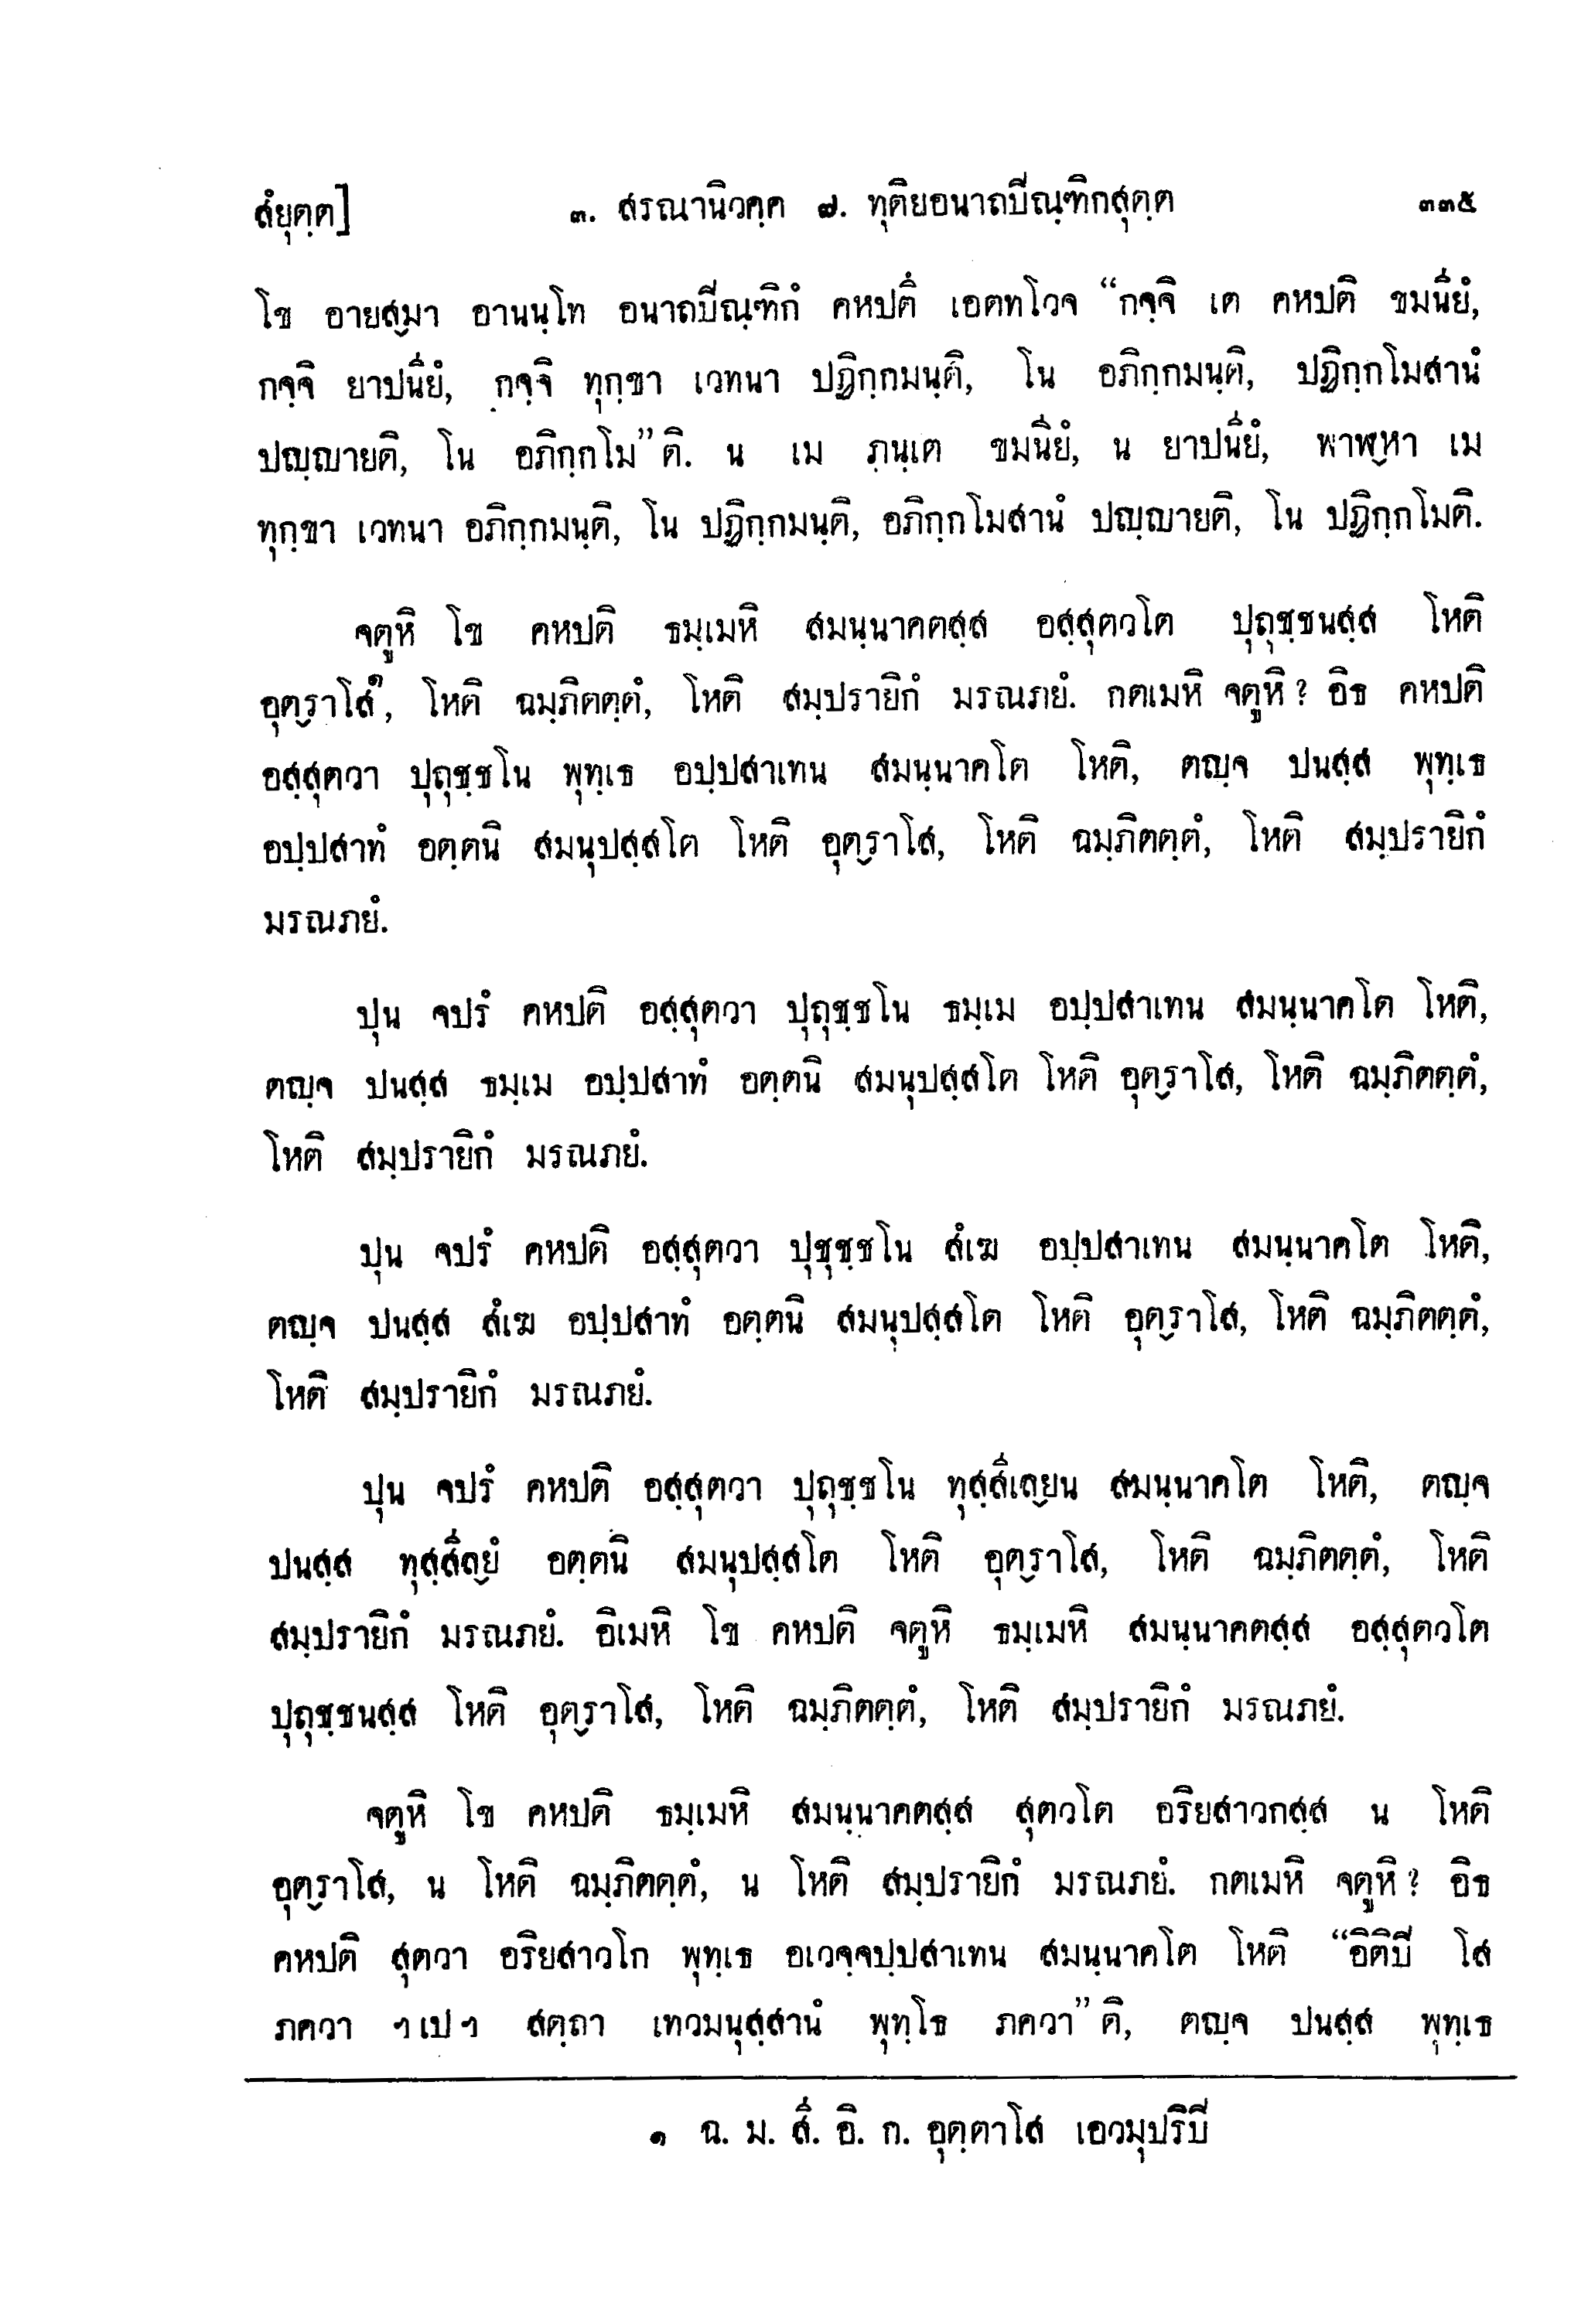 สํยุตฺต]	๓. สรณานิวคฺค ๗. ทุติยอนาถปิณฺฑิกสุตฺต	๓๓๕
โข อายสฺมา อานนฺโท อนาถปิณฺฑิกํ คหปตึ เอตทโวจ “กจฺจิ เต คหปติ ขมนียํ,
กจฺจิ ยาปนียํ, กจฺจิ ทุกฺขา เวทนา ปฏิกฺกมนฺติ, โน อภิกฺกมนฺติ, ปฏิกฺกโมสานํ
ปญฺญายติ, โน อภิกฺกโม”ติ. น เม ภนฺเต ขมนียํ, น ยาปนียํ, พาฬฺหา เม
ทุกฺขา เวทนา อภิกฺกมนฺติ, โน ปฏิกฺกมนฺติ, อภิกฺกโมสานํ ปญฺญายติ, โน ปฏิกฺกโมติ.
จตูหิ โข คหปติ ธมฺเมหิ สมนฺนาคตสฺส อสฺสุตวโต ปุถุชฺชนสฺส โหติ
อุตฺราโส๑, โหติ ฉมฺภิตตฺตํ, โหติ สมฺปรายิกํ มรณภยํ. กตเมหิ จตูหิ ? อิธ คหปติ
อสฺสุตวา ปุถุชฺชโน พุทฺเธ อปฺปสาเทน สมนฺนาคโต โหติ, ตญฺจ ปนสฺส พุทฺเธ
อปฺปสาทํ อตฺตนิ สมนุปสฺสโต โหติ อุตฺราโส, โหติ ฉมฺภิตตฺตํ, โหติ สมฺปรายิกํ
มรณภยํ.
ปุน จปรํ คหปติ อสฺสุตวา ปุถุชฺชโน ธมฺเม อปฺปสาเทน สมนฺนาคโต โหติ,
ตญฺจ ปนสฺส ธมฺเม อปฺปสาทํ อตฺตนิ สมนุปสฺสโต โหติ อุตฺราโส, โหติ ฉมฺภิตตฺตํ,
โหติ สมฺปรายิกํ มรณภยํ.
ปุน จปรํ คหปติ อสฺสุตวา ปุชุชฺชโน สํเฆ อปฺปสาเทน สมนฺนาคโต โหติ,
ตญฺจ ปนสฺส สํเฆ อปฺปสาทํ อตฺตนิ สมนุปสฺสโต โหติ อุตฺราโส, โหติ ฉมฺภิตตฺตํ,
โหติ สมฺปรายิกํ มรณภยํ.
ปุน จปรํ คหปติ อสฺสุตวา ปุถุชฺชโน ทุสฺสีเลฺยน สมนฺนาคโต โหติ, ตญฺจ
ปนสฺส ทุสฺสีลฺยํ อตฺตนิ สมนุปสฺสโต โหติ อุตฺราโส, โหติ ฉมฺภิตตฺตํ, โหติ
สมฺปรายิกํ มรณภยํ. อิเมหิ โข คหปติ จตูหิ ธมฺเมหิ สมนฺนาคตสฺส อสฺสุตวโต
ปุถุชฺชนสฺส โหติ อุตฺราโส, โหติ ฉมฺภิตตฺตํ, โหติ สมฺปรายิกํ มรณภยํ.
จตูหิ โข คหปติ ธมฺเมหิ สมนฺนาคตสฺส สุตวโต อริยสาวกสฺส น โหติ
อุตฺราโส, น โหติ ฉมฺภิตตฺตํ, น โหติ สมฺปรายิกํ มรณภยํ. กตเมหิ จตูหิ ? อิธ
คหปติ สุตวา อริยสาวโก พุทฺเธ อเวจฺจปฺปสาเทน สมนฺนาคโต โหติ “อิติปิ โส
ภควา ฯ เป ฯ สตฺถา เทวมนุสฺสานํ พุทฺโธ ภควา”ติ, ตญฺจ ปนสฺส พุทฺเธ
๑ ฉ. ม. สี. อิ. ก. อุตฺตาโส เอวมุปริปิ